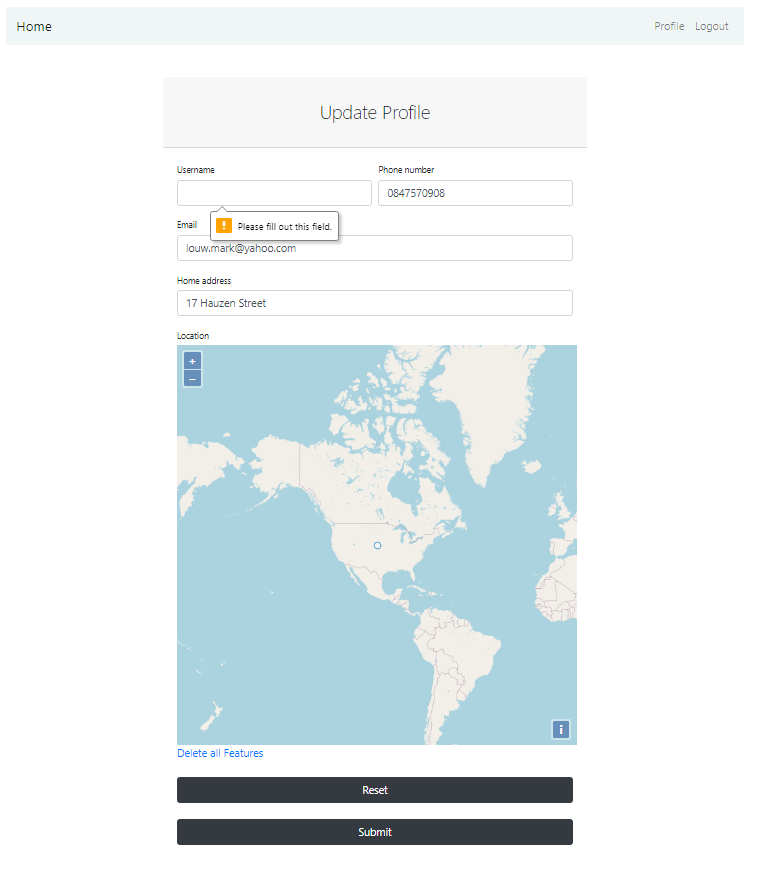 Home Profile Logout
Update Profile
Username Phone number
0847570908
Please fill out this field.
Email
louw.mark@yahoo.com
Home address
17 Hauzen Street
Location
+
–
i
Delete all Features
Reset
Submit